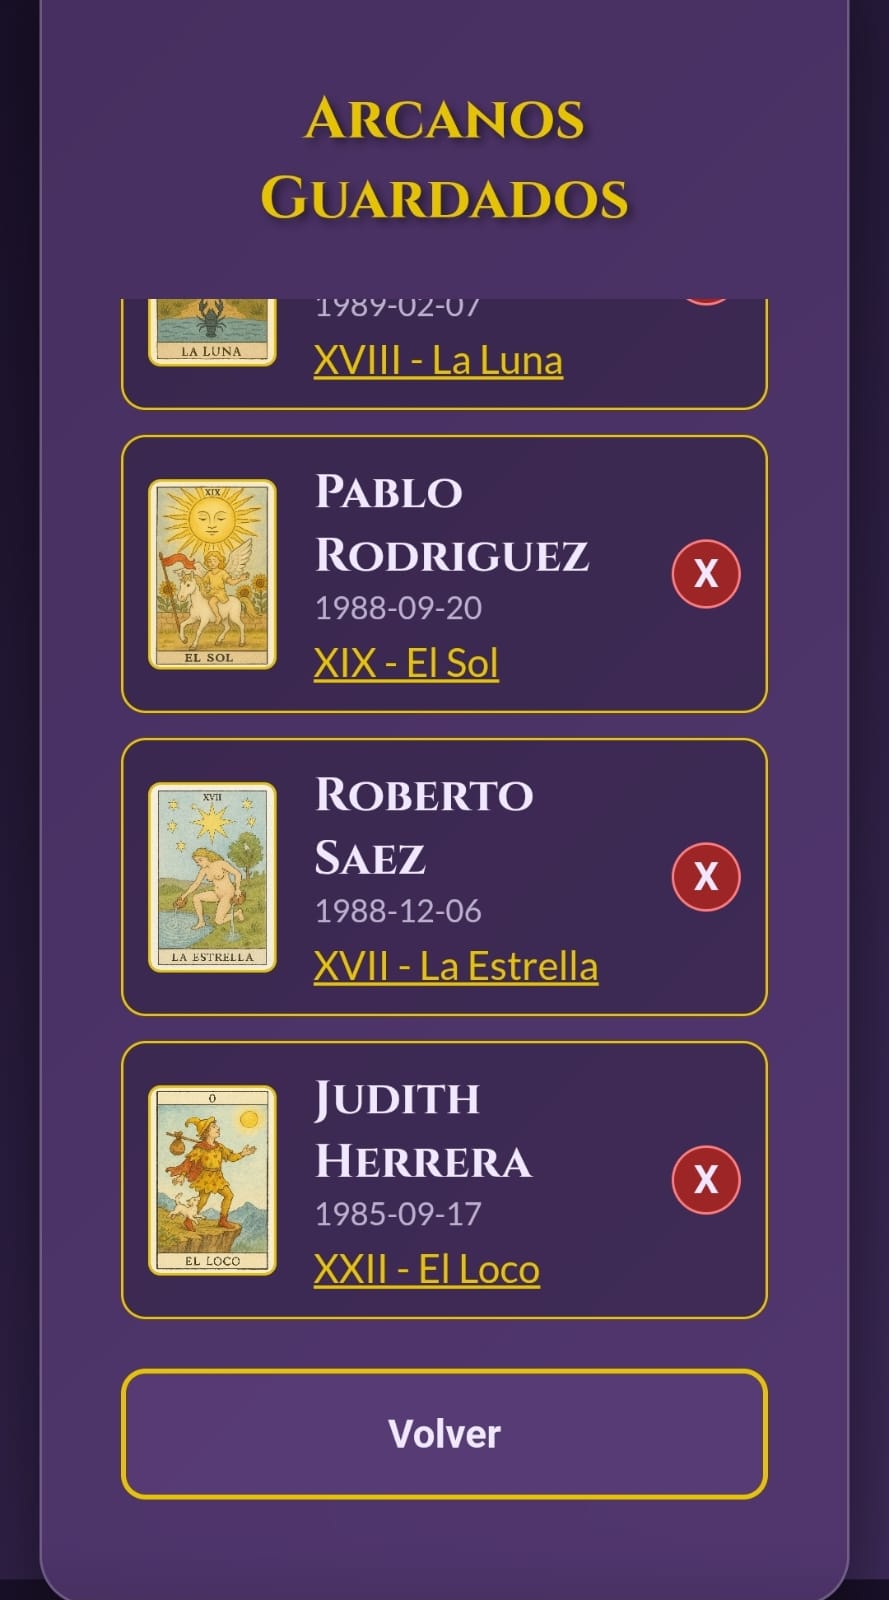 Arcanos
Guardados
1989-02-07
LA LUNA
XVIII - La Luna
XIX
EL SOL
Pablo
Rodriguez
1988-09-20
XIX - El Sol
X
XVII
LA ESTRELLA
Roberto
Saez
1988-12-06
XVII - La Estrella
X
0
EL LOCO
Judith
Herrera
1985-09-17
XXII - El Loco
X
Volver